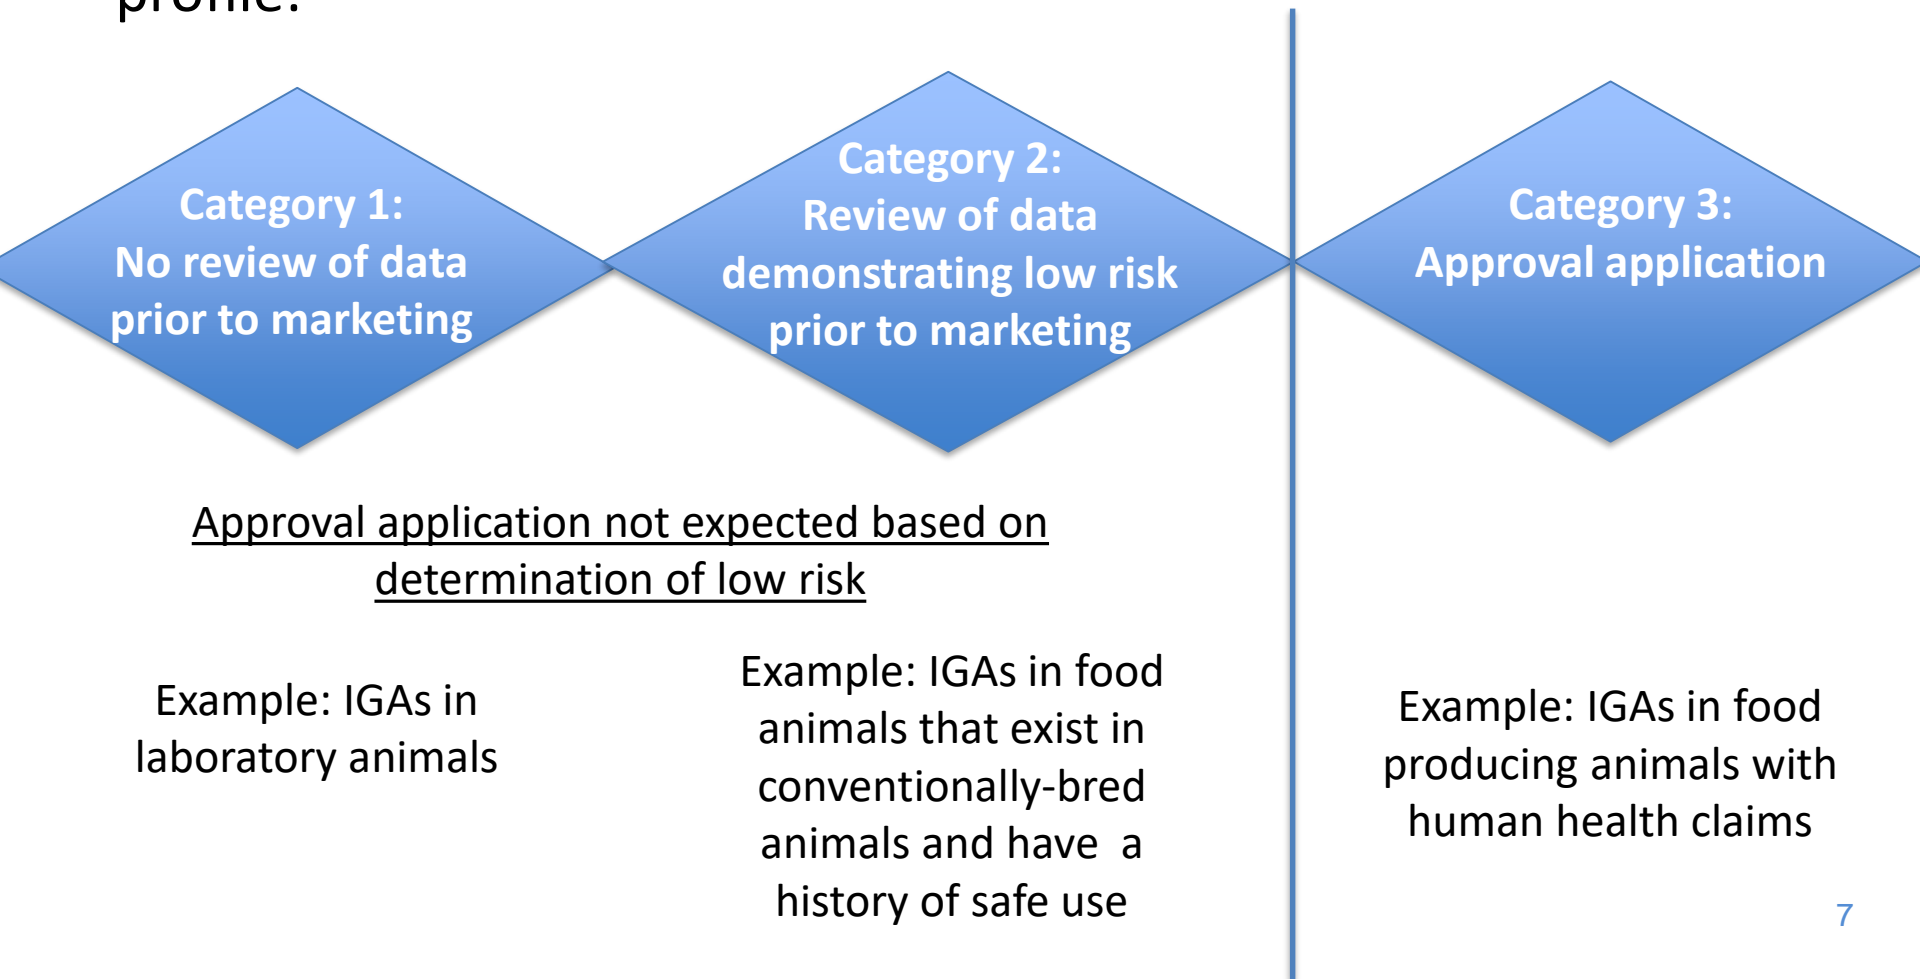 profile:
Category 1:
No review of data
prior to marketing
Category 2:
Review of data
demonstrating low risk
prior to marketing
Category 3:
Approval application
Approval application not expected based on
determination of low risk
Example: IGAs in
laboratory animals
Example: IGAs in food
animals that exist in
conventionally-bred
animals and have  a
history of safe use
Example: IGAs in food
producing animals with
human health claims
7